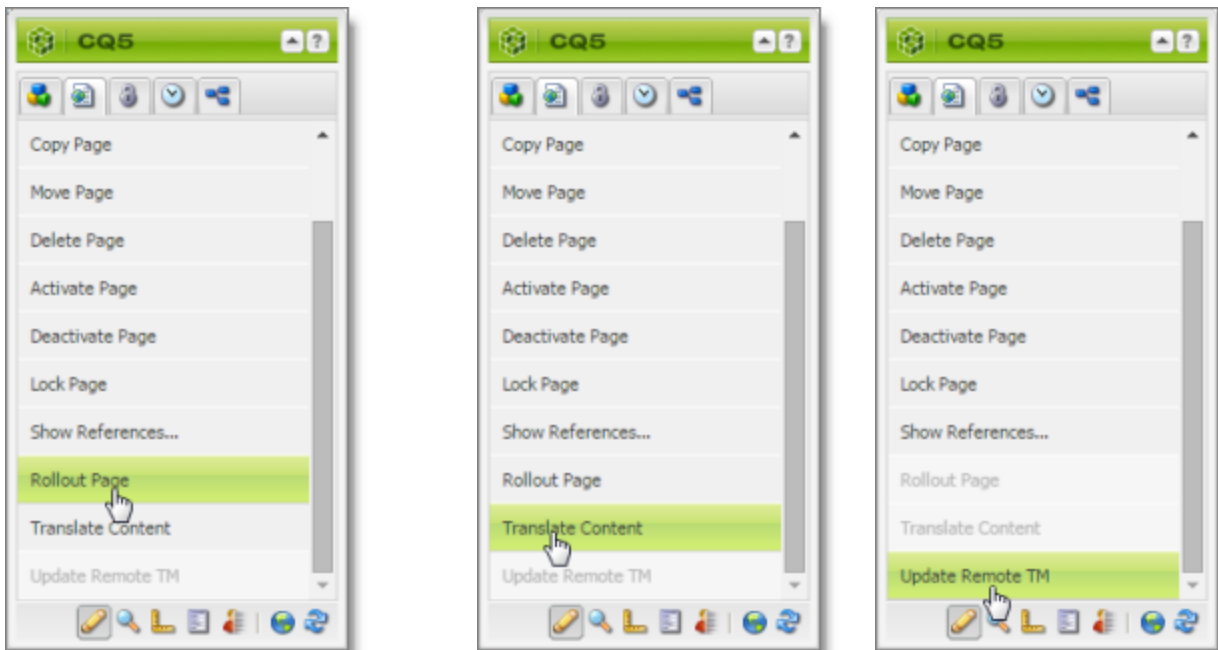 CQ5 ?
Copy Page
Move Page
Delete Page
Activate Page
Deactivate Page
Lock Page
Show References...
Rollout Page
Translate Content
Update Remote TM
CQ5 ?
Copy Page
Move Page
Delete Page
Activate Page
Deactivate Page
Lock Page
Show References...
Rollout Page
Translate Content
Update Remote TM
CQ5 ?
Copy Page
Move Page
Delete Page
Activate Page
Deactivate Page
Lock Page
Show References...
Rollout Page
Translate Content
Update Remote TM